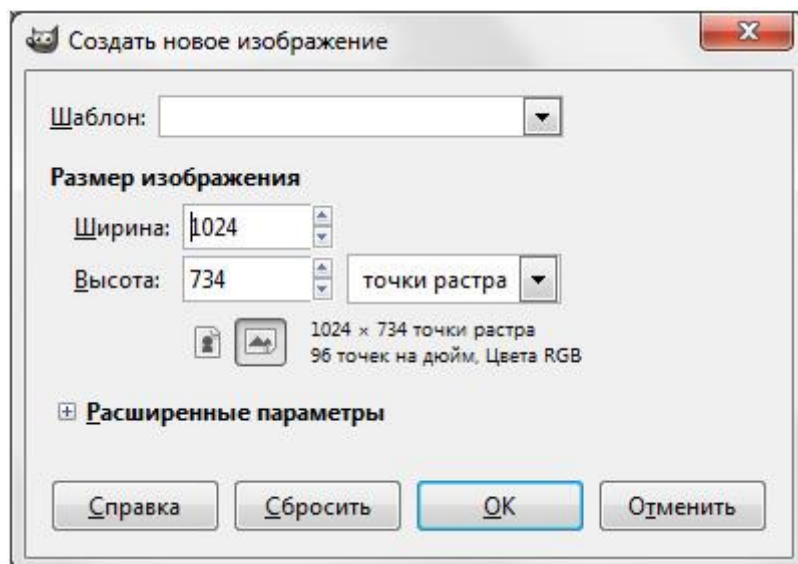 Создать новое изображение
Шаблон:
Размер изображения
Ширина: 1024
Высота: 734 точки растра
1024 × 734 точки растра
96 точек на дюйм, Цвета RGB
Расширенные параметры
Справка Сбросить OK Отменить